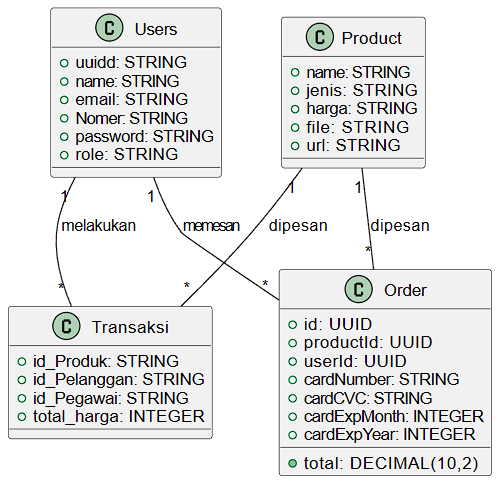 C Users
uuidd: STRING
name: STRING
email: STRING
Nomer: STRING
password: STRING
role: STRING
C Product
name: STRING
jenis: STRING
harga: STRING
file: STRING
url: STRING
1
1
1
1
melakukan
memesan
dipesan
dipesan
*
*
*
*
C Transaksi
id_Produk: STRING
id_Pelanggan: STRING
id_Pegawai: STRING
total_harga: INTEGER
C Order
id: UUID
productId: UUID
userId: UUID
cardNumber: STRING
cardCVC: STRING
cardExpMonth: INTEGER
cardExpYear: INTEGER
total: DECIMAL(10,2)